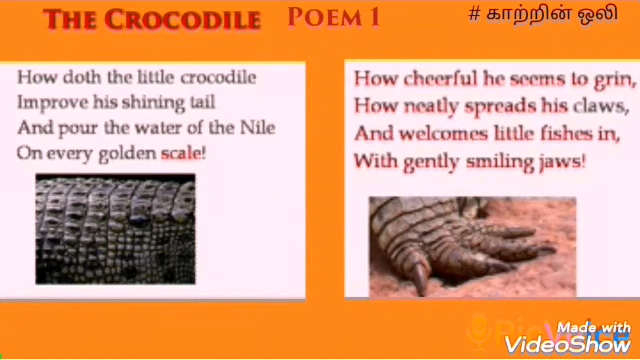 THE CROCODILE POEM 1
# காற்றின் ஒலி
How doth the little crocodile
Improve his shining tail
And pour the water of the Nile
On every golden scale!
How cheerful he seems to grin,
How neatly spreads his claws,
And welcomes little fishes in,
With gently smiling jaws!
Made with
VideoShow